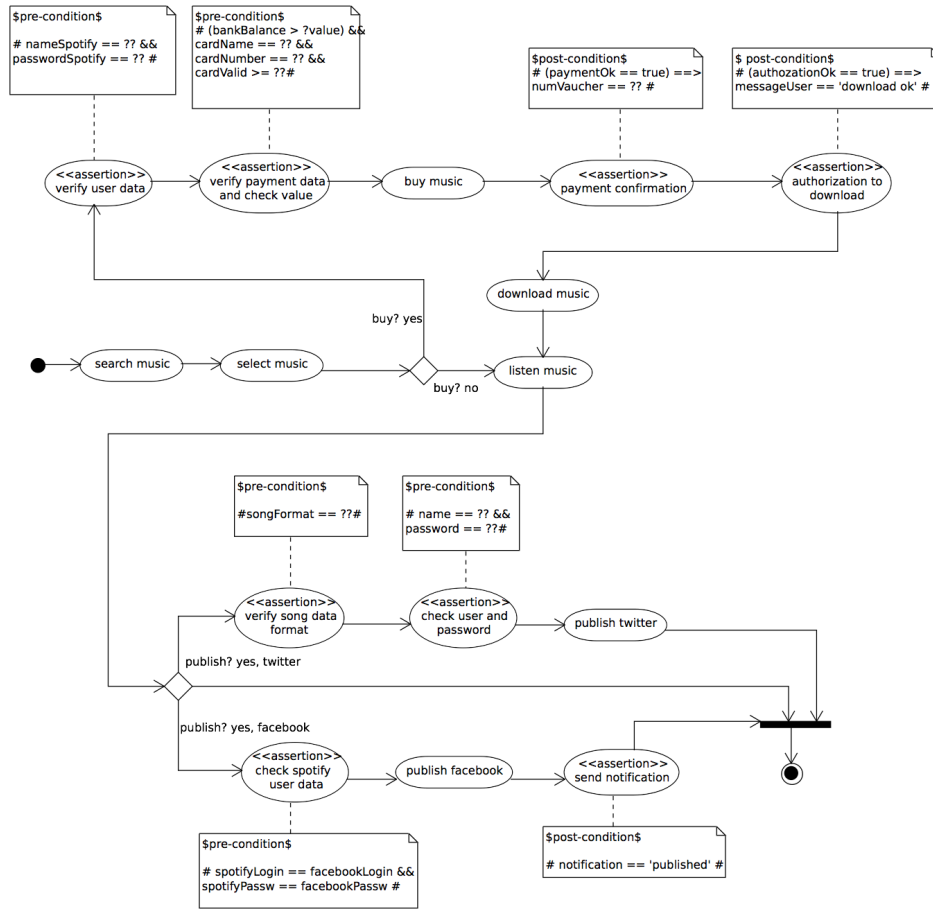 $pre-condition$
# nameSpotify == ?? &&
passwordSpotify == ?? #
$pre-condition$
# (bankBalance > ?value) &&
cardName == ?? &&
cardNumber == ?? &&
cardValid >= ??#
$post-condition$
# (paymentOk == true) ==>
numVaucher == ?? #
$ post-condition$
# (authozationOk == true) ==>
messageUser == 'download ok' #
<<assertion>>
verify user data
<<assertion>>
verify payment data
and check value
buy music
<<assertion>>
payment confirmation
<<assertion>>
authorization to
download
download music
buy? yes
search music
select music
listen music
buy? no
$pre-condition$
#songFormat == ??#
$pre-condition$
# name == ?? &&
password == ??#
<<assertion>>
verify song data
format
<<assertion>>
check user and
password
publish twitter
publish? yes, twitter
publish? yes, facebook
<<assertion>>
check spotify
user data
publish facebook
<<assertion>>
send notification
$pre-condition$
# spotifyLogin == facebookLogin &&
spotifyPassw == facebookPassw #
$post-condition$
# notification == 'published' #